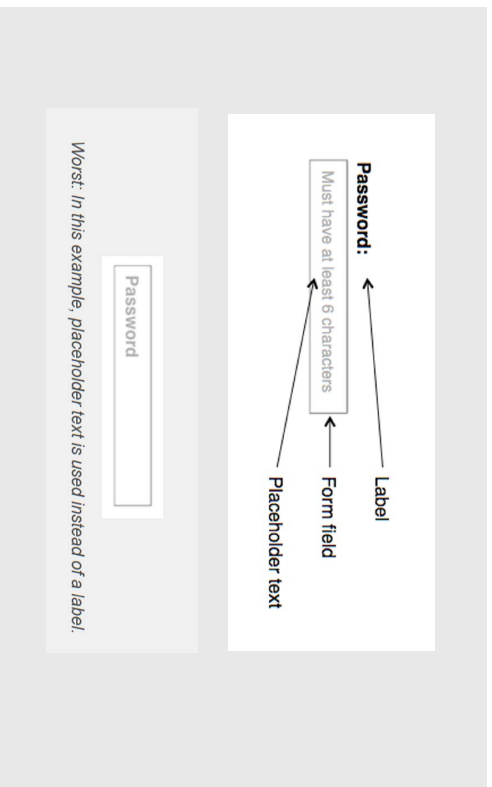 Password:
Label
Must have at least 6 characters
Form field
Placeholder text
Password
Worst: In this example, placeholder text is used instead of a label.